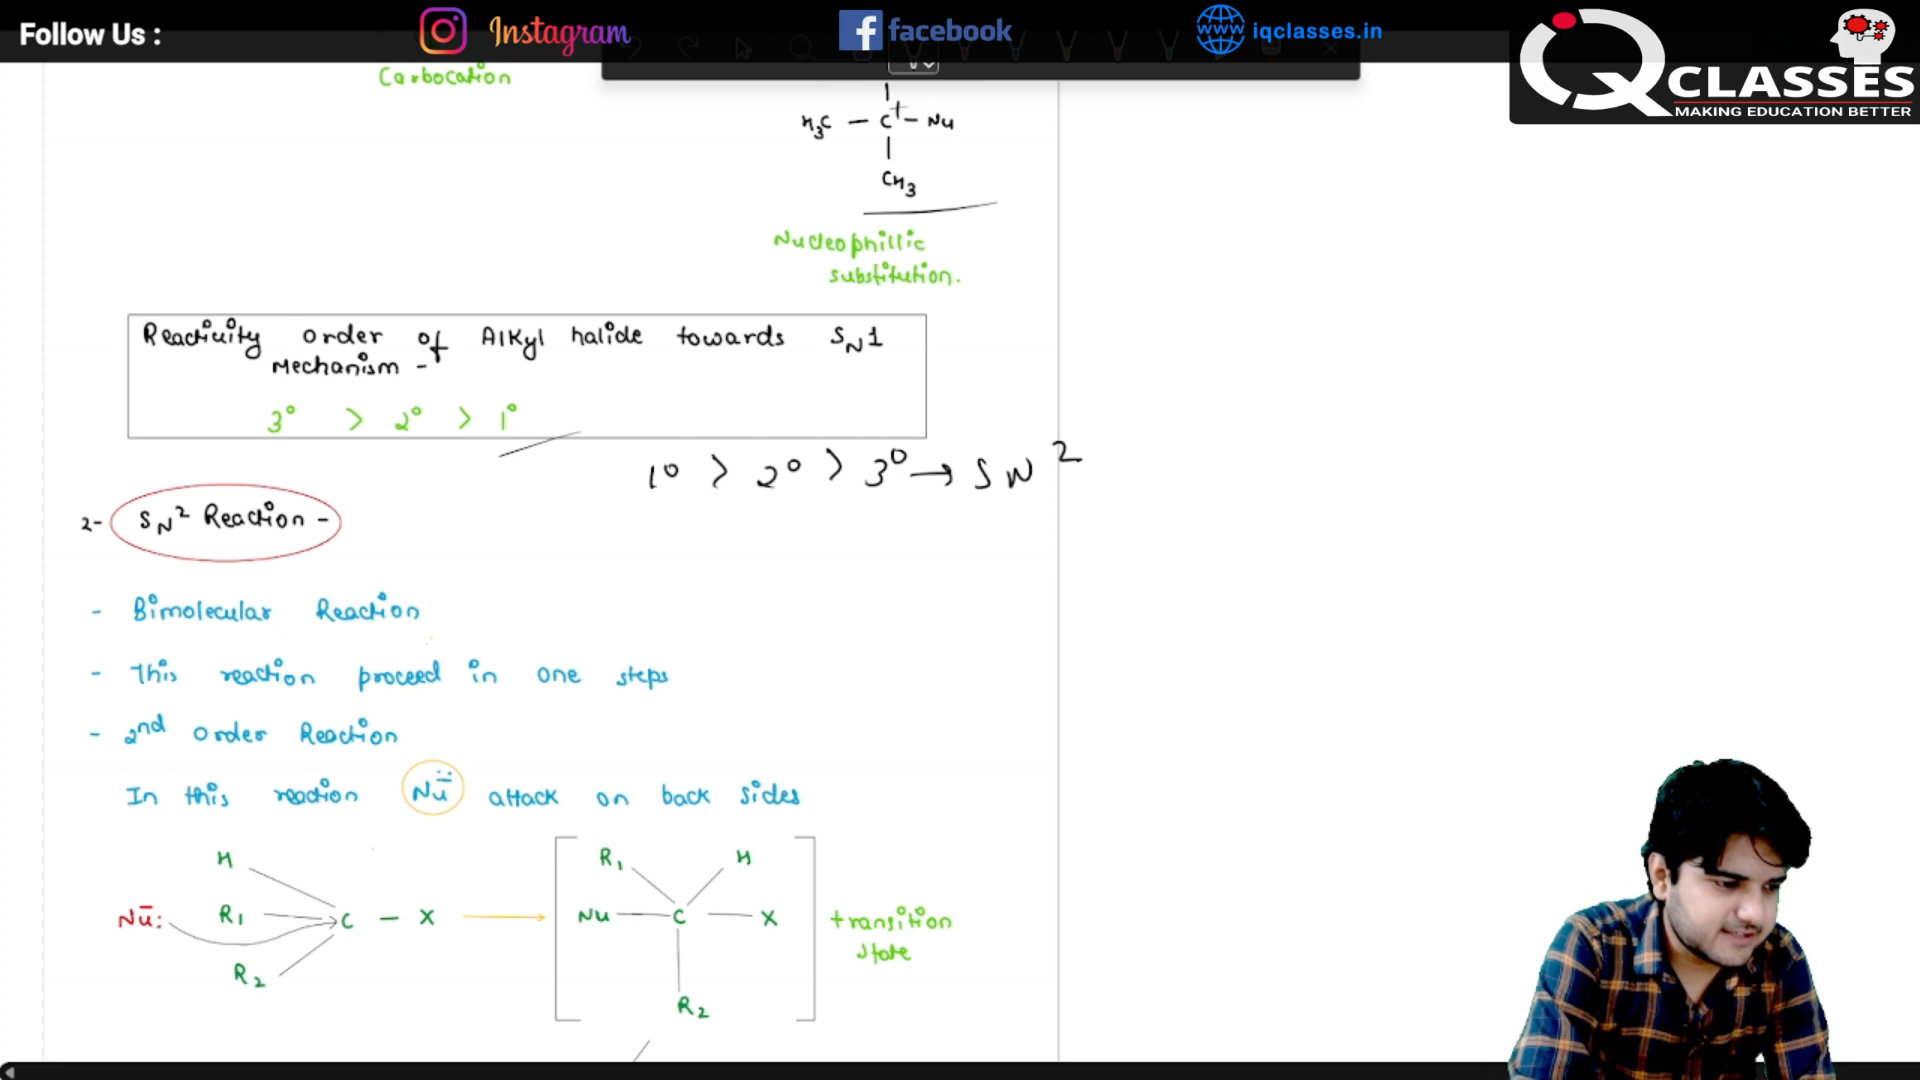 Follow Us :
Instagram
facebook
iqclasses.in
IQ CLASSES
MAKING EDUCATION BETTER
Carbocation
H3C — C+ — Nu
CH3
Nucleophillic
substitution.
Reactivity order of Alkyl halide towards SN1
Mechanism -
3° > 2° > 1°
1° > 2° > 3° → SN2
2- SN2 Reaction -
- Bimolecular Reaction
- This reaction proceed in one steps
- 2nd order Reaction
In this reaction Nu attack on back sides
H
Nu: R1 C — X
R2
R1 H
Nu — C — X
R2
transition
state